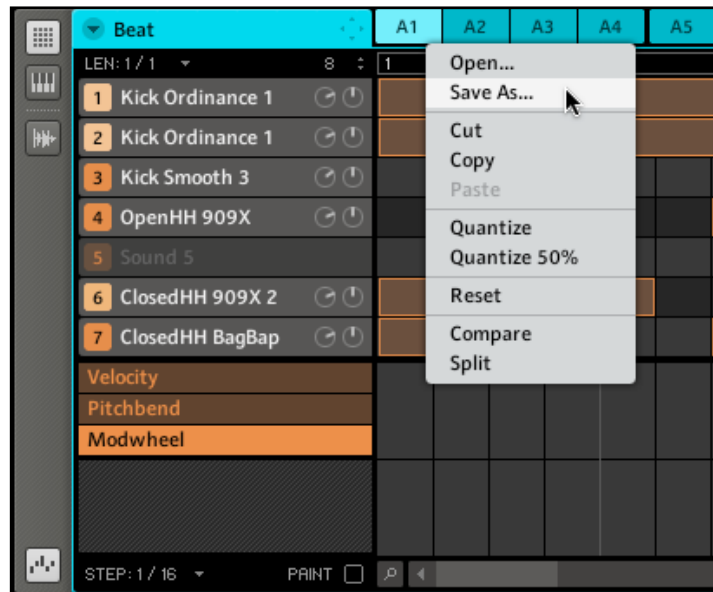 Beat
A1 A2 A3 A4 A5
LEN: 1 / 1 8 1
1 Kick Ordinance 1
2 Kick Ordinance 1
3 Kick Smooth 3
4 OpenHH 909X
5 Sound 5
6 ClosedHH 909X 2
7 ClosedHH BagBap
Velocity
Pitchbend
Modwheel
STEP: 1 / 16 PAINT
Open...
Save As...
Cut
Copy
Paste
Quantize
Quantize 50%
Reset
Compare
Split